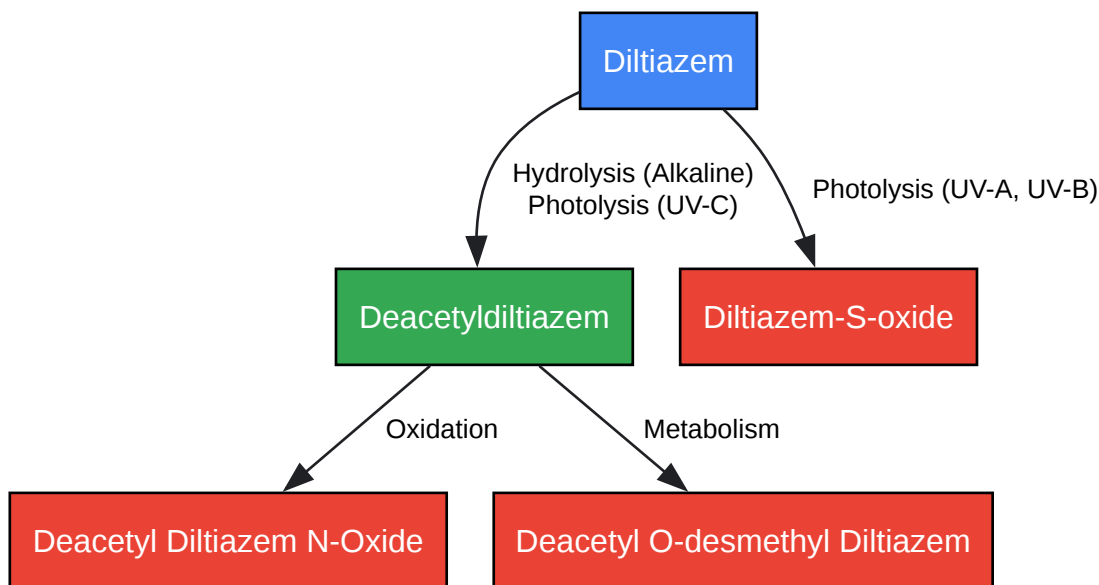 Diltiazem
Hydrolysis (Alkaline)
Photolysis (UV-C)
Photolysis (UV-A, UV-B)
Deacetyldiltiazem
Diltiazem-S-oxide
Oxidation
Metabolism
Deacetyl Diltiazem N-Oxide
Deacetyl O-desmethyl Diltiazem